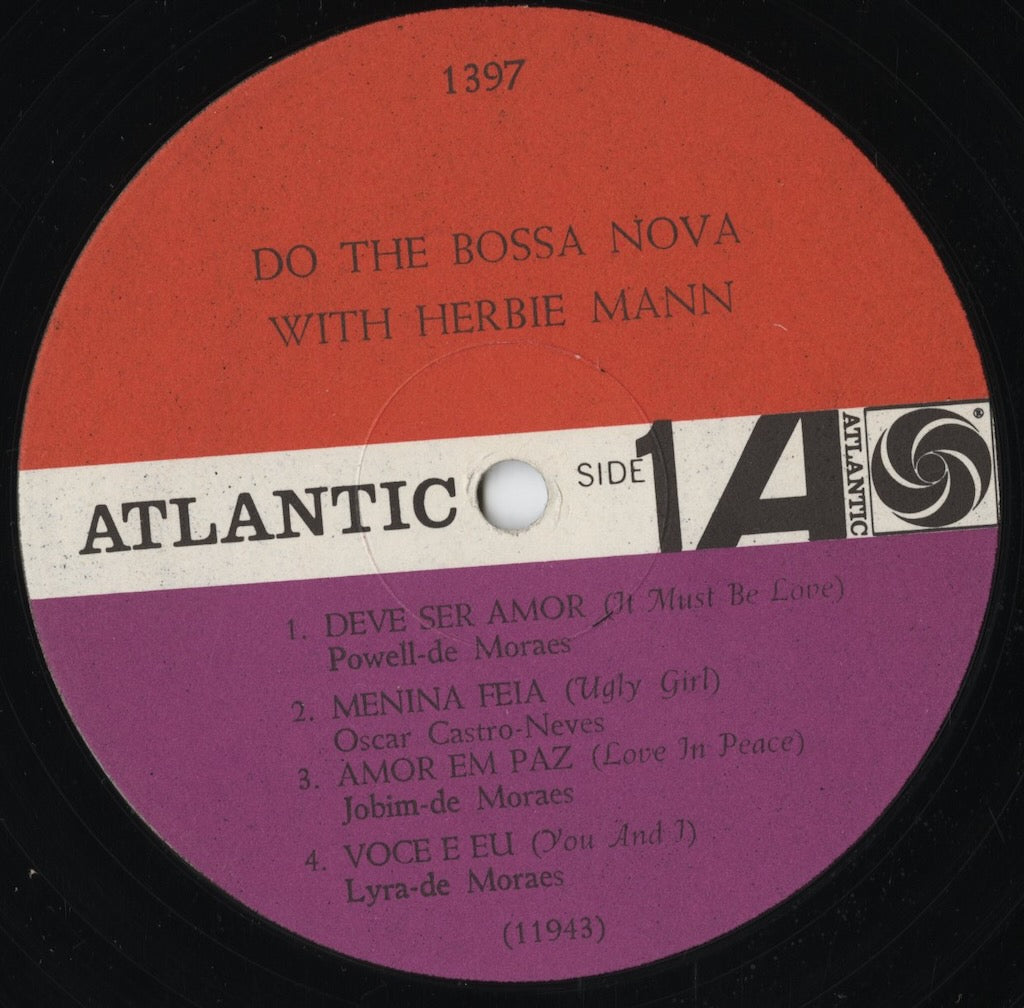 1397
DO THE BOSSA NOVA
WITH HERBIE MANN
ATLANTIC SIDE 1 A ATLANTIC ®
1. DEVE SER AMOR (It Must Be Love)
Powell-de Moraes
2. MENINA FEIA (Ugly Girl)
Oscar Castro-Neves
3. AMOR EM PAZ (Love In Peace)
Jobim-de Moraes
4. VOCE E EU (You And I)
Lyra-de Moraes
(11943)